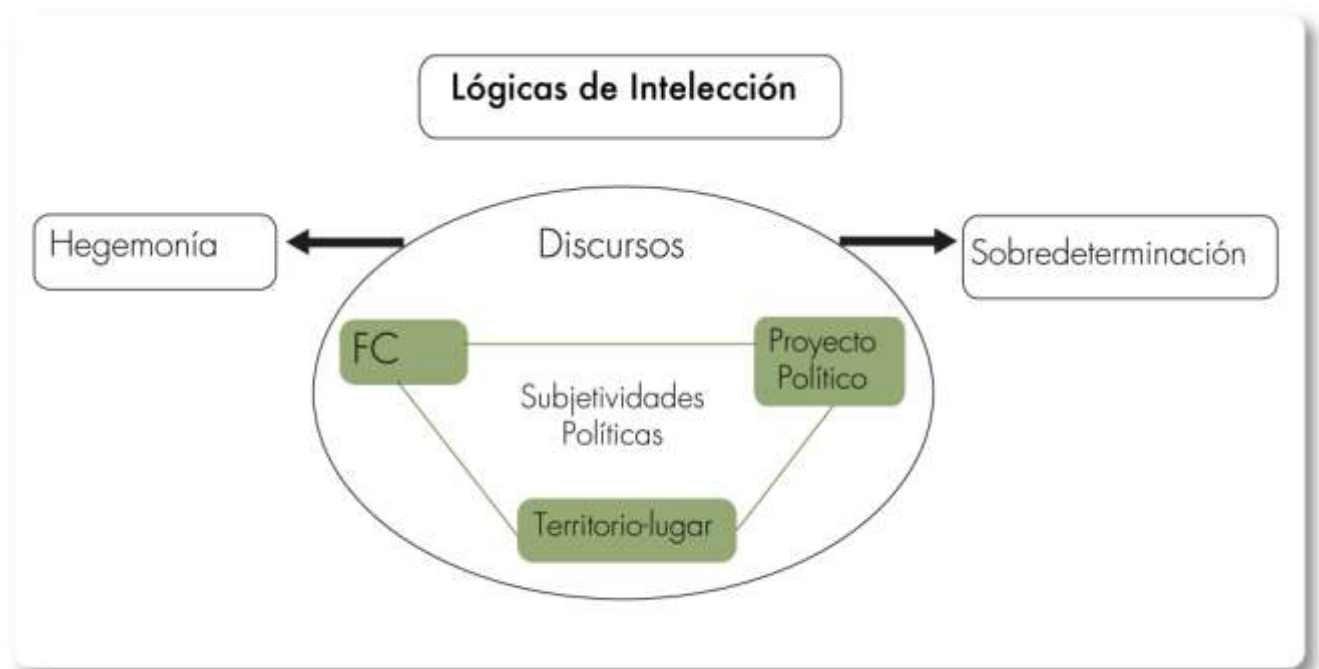 Lógicas de Intelección
Hegemonía
Discursos
Sobredeterminación
FC
Proyecto
Político
Subjetividades
Políticas
Territorio-lugar